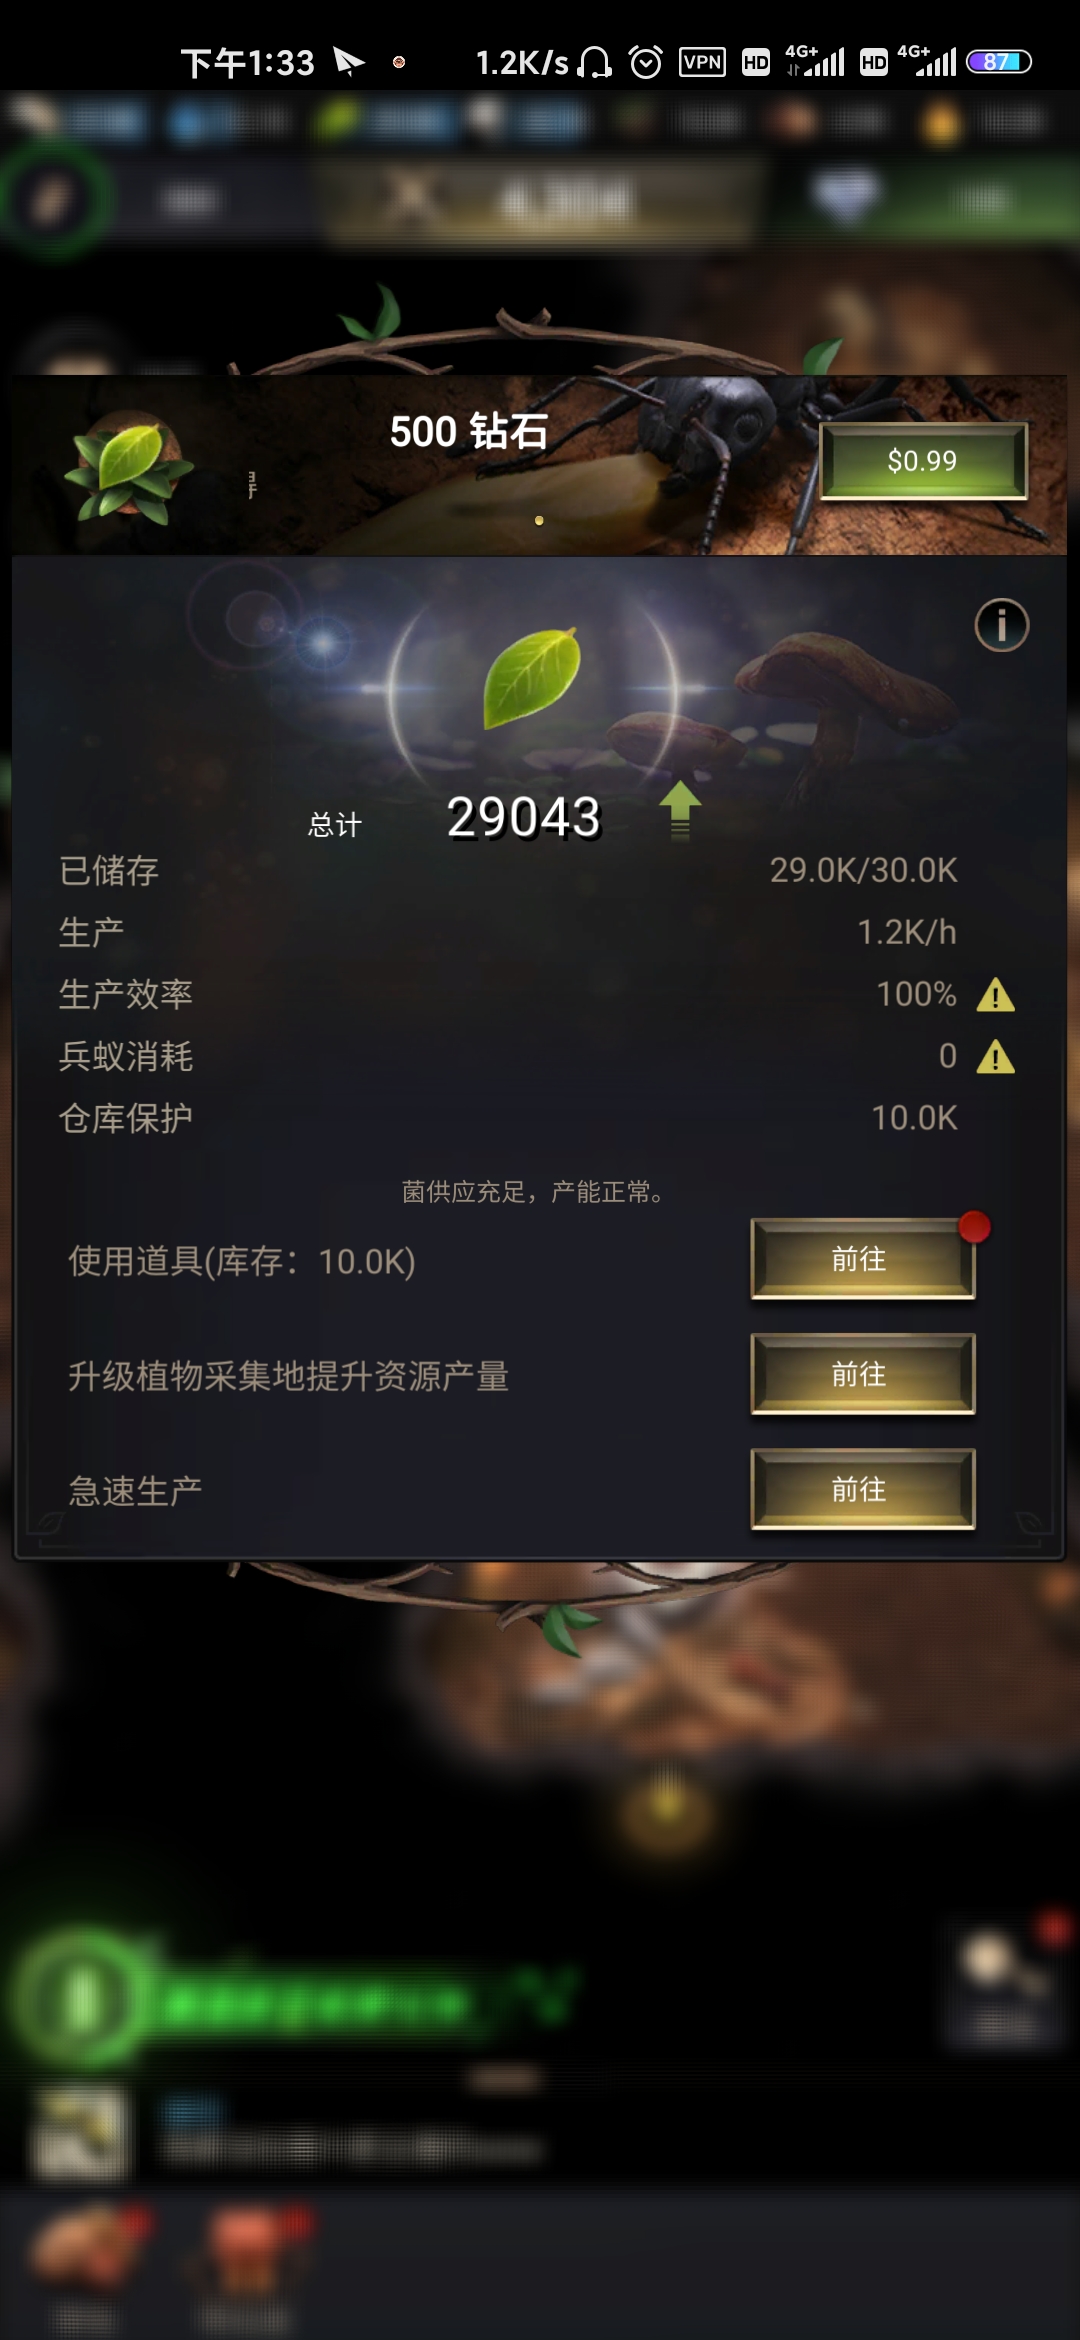 下午1:33 1.2K/s VPN HD 4G+ HD 4G+ 87
500 钻石
$0.99
总计 29043
已储存 29.0K/30.0K
生产 1.2K/h
生产效率 100%
兵蚁消耗 0
仓库保护 10.0K
菌供应充足，产能正常。
使用道具(库存：10.0K) 前往
升级植物采集地提升资源产量 前往
急速生产 前往